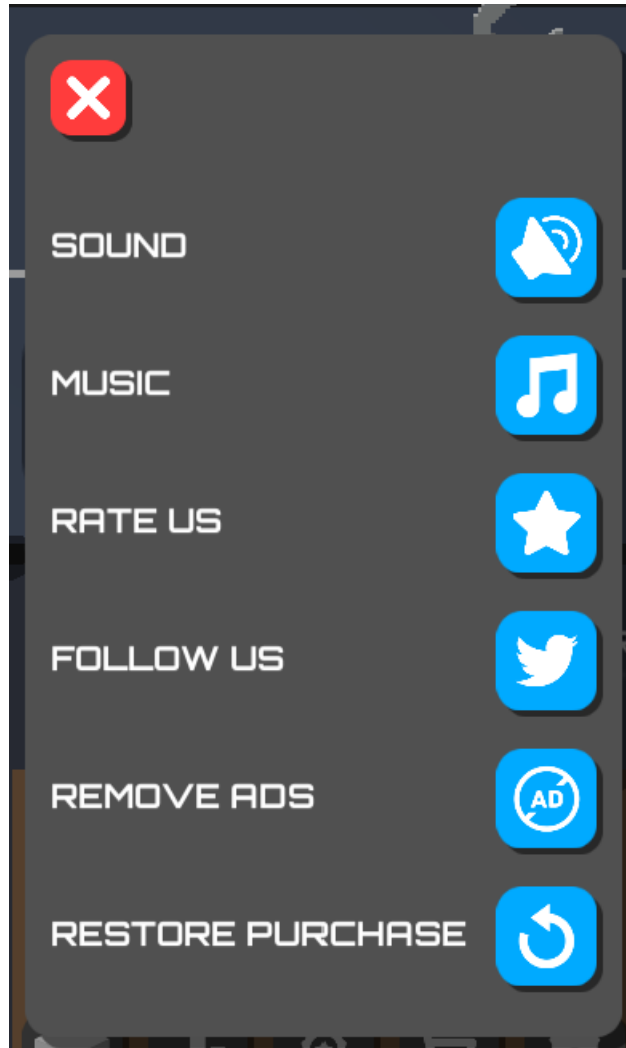 SOUND
MUSIC
RATE US
FOLLOW US
REMOVE ADS
AD
RESTORE PURCHASE